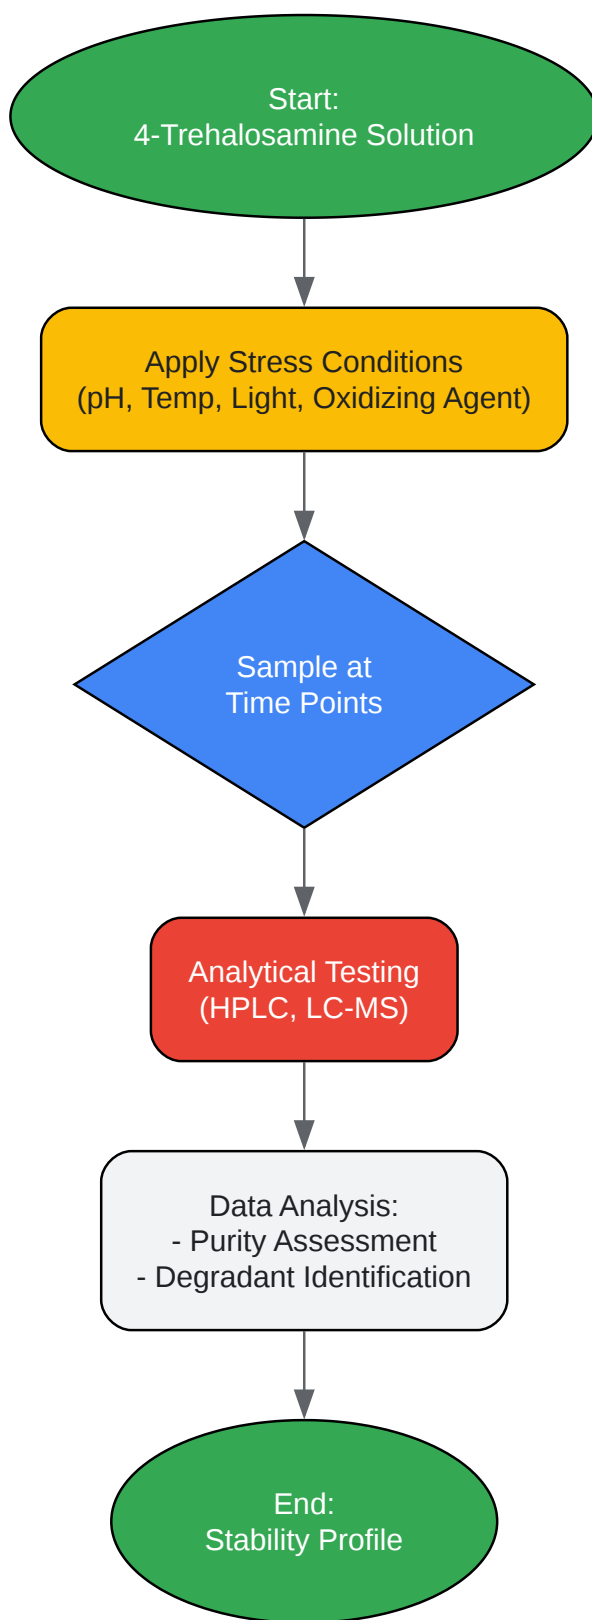 Start:
4-Trehalosamine Solution
Apply Stress Conditions
(pH, Temp, Light, Oxidizing Agent)
Sample at
Time Points
Analytical Testing
(HPLC, LC-MS)
Data Analysis:
- Purity Assessment
- Degradant Identification
End:
Stability Profile